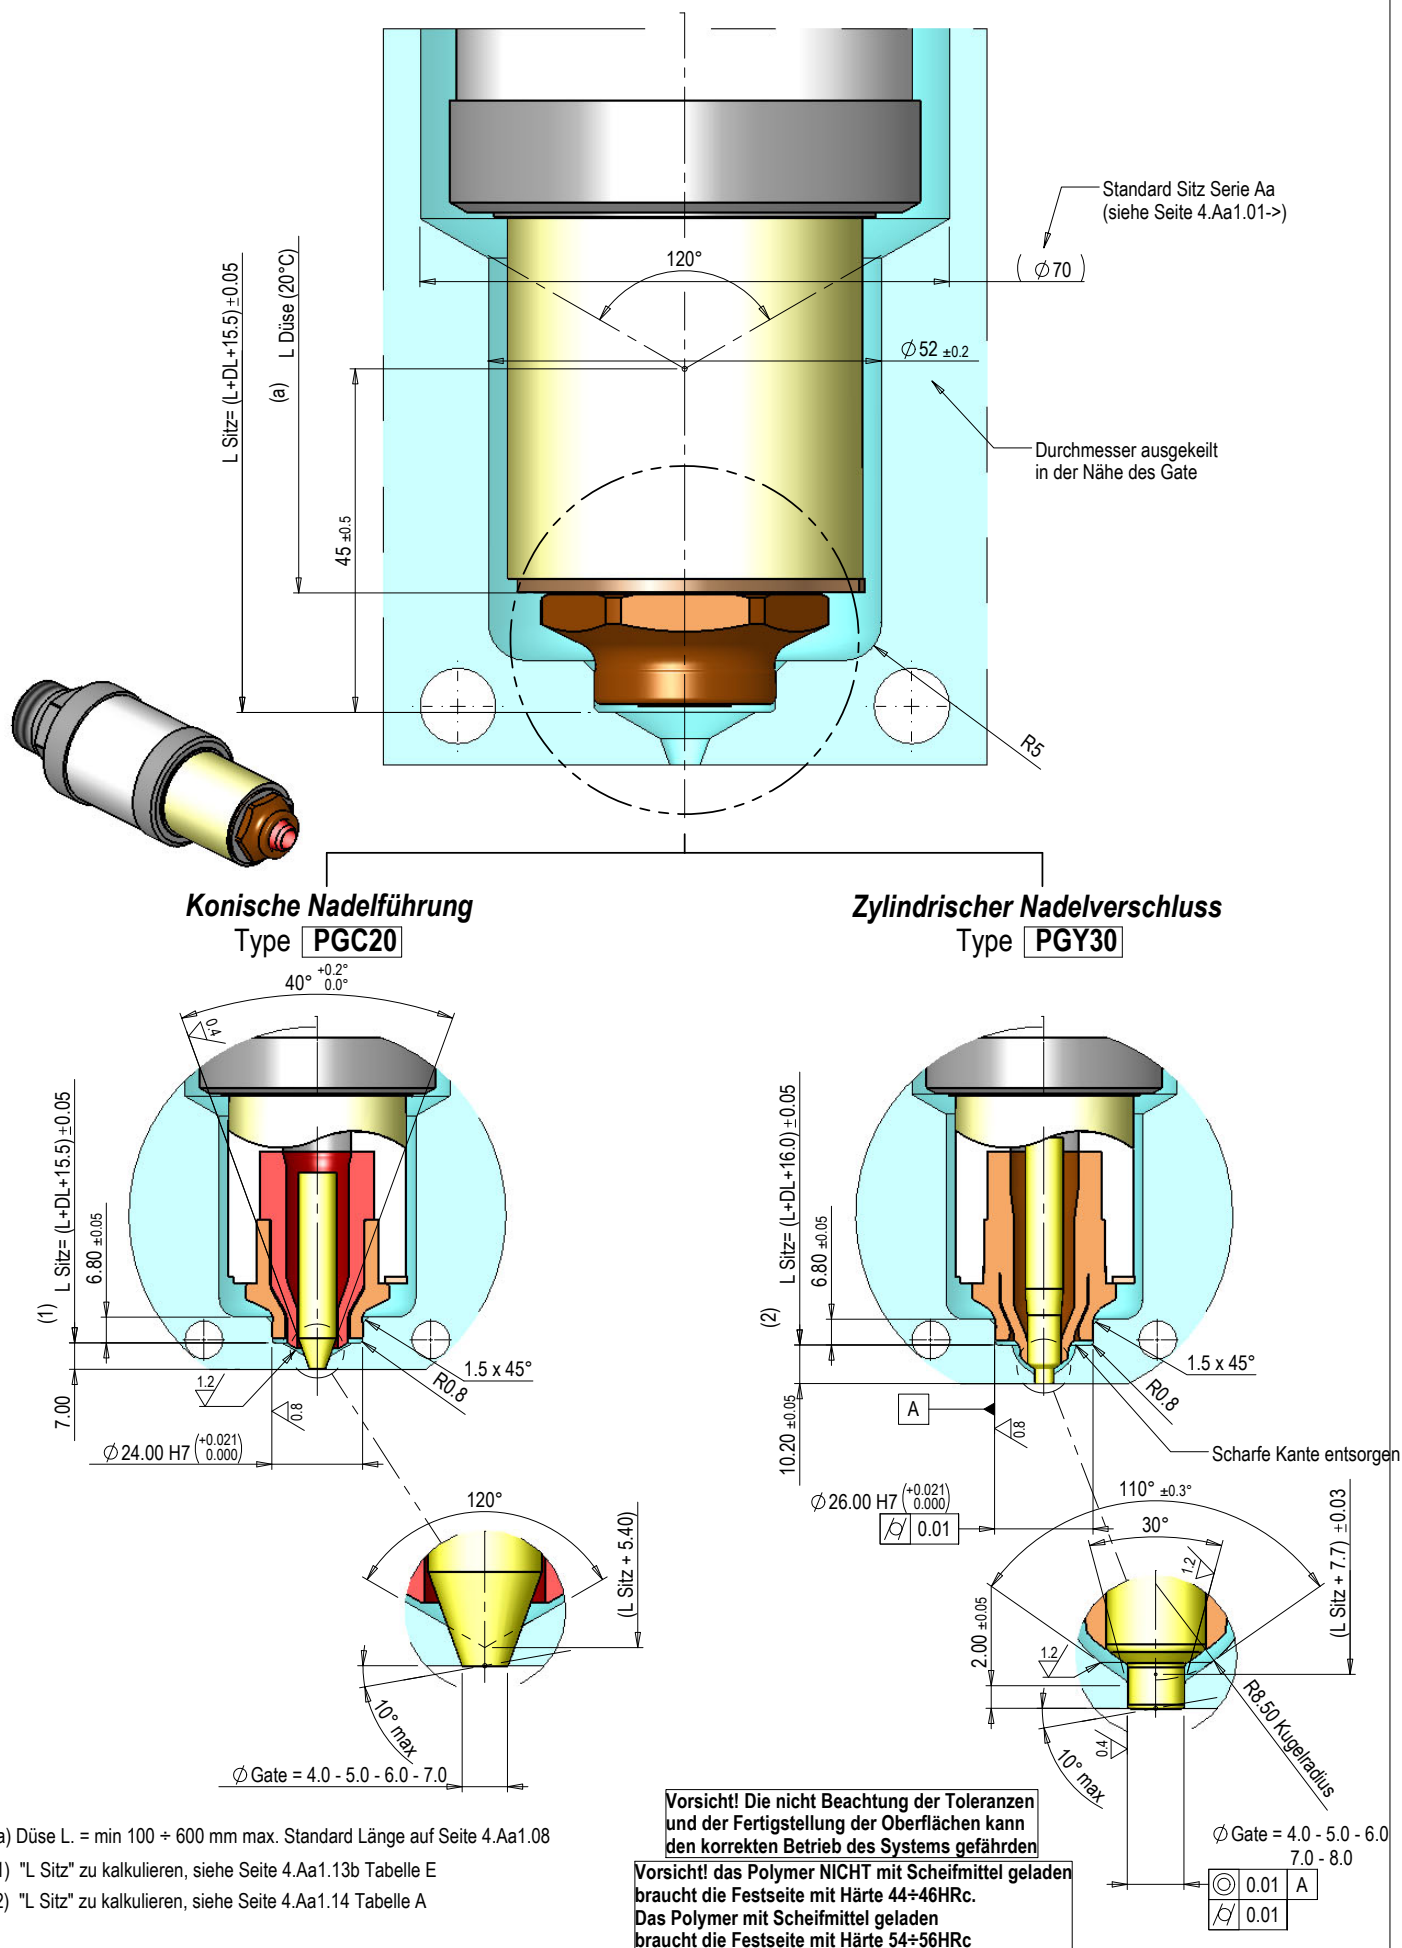 Standard Sitz Serie Aa
(siehe Seite 4.Aa1.01->)
(⌀70)
120°
⌀52 ±0.2
L Sitz= (L+DL+15.5)±0.05
(a) L Düse (20°C)
45 ±0.5
Durchmesser ausgekeilt
in der Nähe des Gate
R5
Konische Nadelführung
Type PGC20
40° +0.2° 0.0°
0.4
(1) L Sitz= (L+DL+15.5)±0.05
6.80 ±0.05
7.00
1.2
0.8
1.5 x 45°
R0.8
⌀24.00 H7 (+0.021 0.000)
120°
(L Sitz + 5.40)
10° max
⌀Gate = 4.0 - 5.0 - 6.0 - 7.0
Zylindrischer Nadelverschluss
Type PGY30
(2) L Sitz= (L+DL+16.0)±0.05
6.80 ±0.05
10.20 ±0.05
A
0.8
1.5 x 45°
R0.8
Scharfe Kante entsorgen
⌀26.00 H7 (+0.021 0.000)
⌭ 0.01
110° ±0.3°
30°
1.2
(L Sitz + 7.7) ±0.03
2.00 ±0.05
1.2
R8.50 Kugelradius
0.4
10° max
⌀Gate = 4.0 - 5.0 - 6.0
7.0 - 8.0
◎ 0.01 A
⌭ 0.01
a) Düse L. = min 100 ÷ 600 mm max. Standard Länge auf Seite 4.Aa1.08
1) "L Sitz" zu kalkulieren, siehe Seite 4.Aa1.13b Tabelle E
2) "L Sitz" zu kalkulieren, siehe Seite 4.Aa1.14 Tabelle A
Vorsicht! Die nicht Beachtung der Toleranzen
und der Fertigstellung der Oberflächen kann
den korrekten Betrieb des Systems gefährden
Vorsicht! das Polymer NICHT mit Scheifmittel geladen
braucht die Festseite mit Härte 44÷46HRc.
Das Polymer mit Scheifmittel geladen
braucht die Festseite mit Härte 54÷56HRc